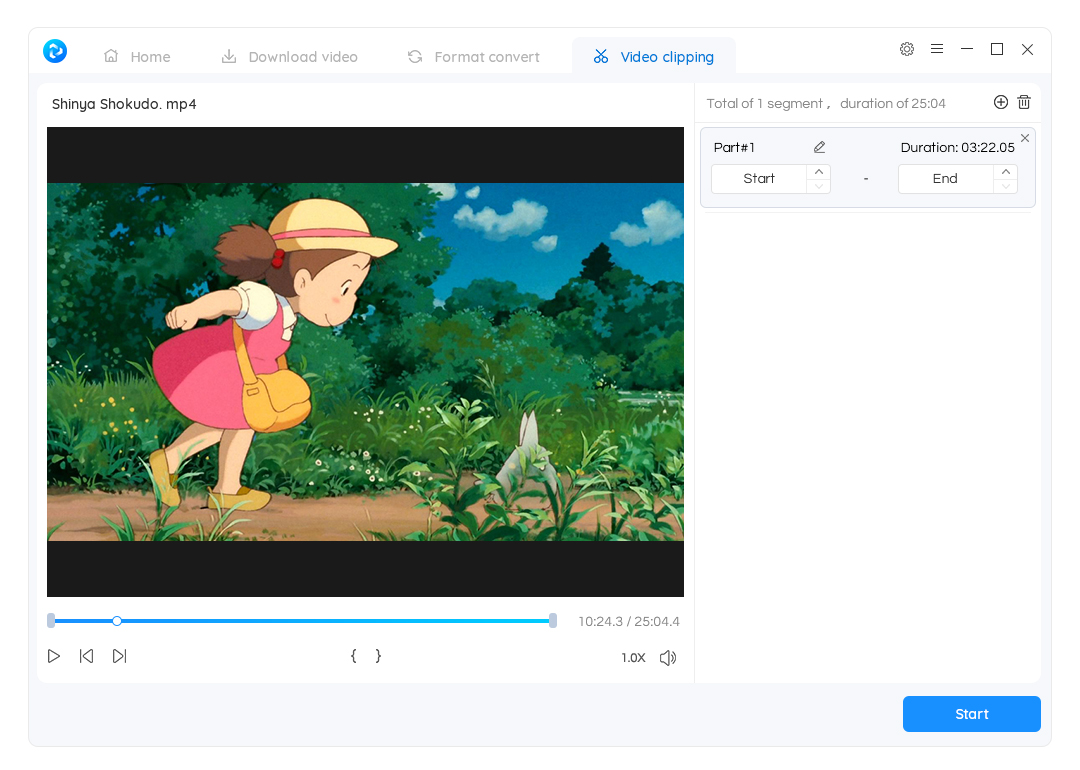 Home
Download video
Format convert
Video clipping
Shinya Shokudo. mp4
Total of 1 segment ,  duration of 25:04
Part#1
Duration: 03:22.05
Start - End
10:24.3 / 25:04.4
{ }
1.0X
Start